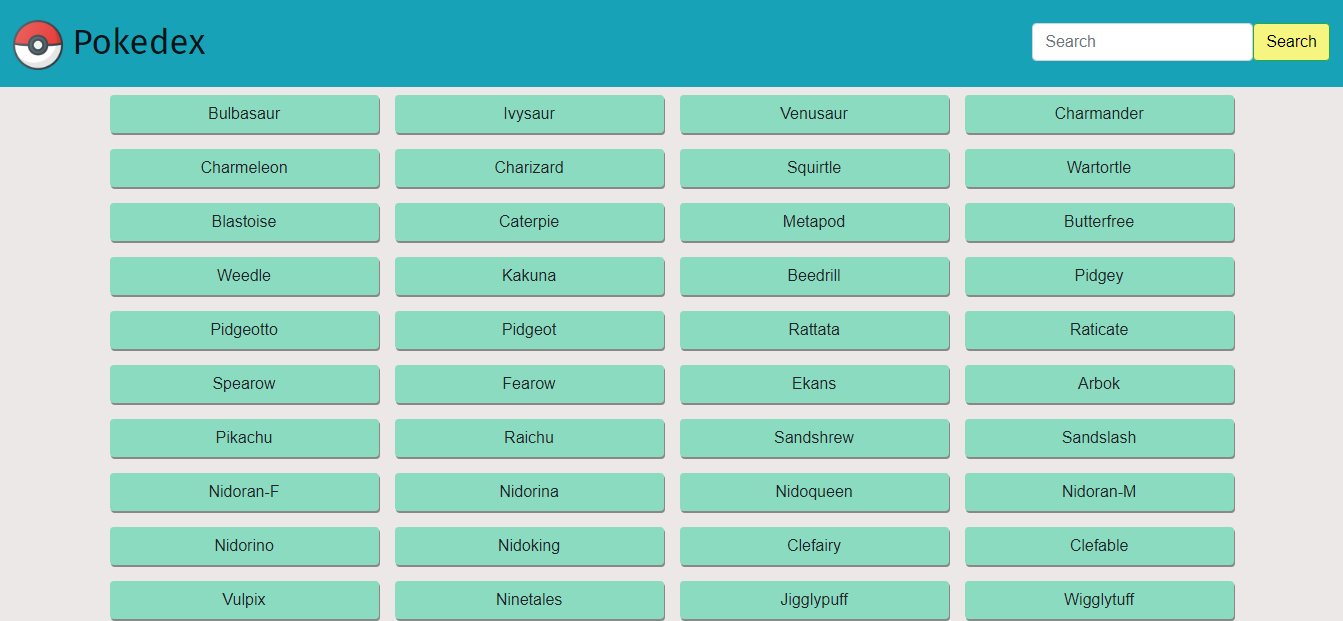 Pokedex
Search Search
Bulbasaur Ivysaur Venusaur Charmander
Charmeleon Charizard Squirtle Wartortle
Blastoise Caterpie Metapod Butterfree
Weedle Kakuna Beedrill Pidgey
Pidgeotto Pidgeot Rattata Raticate
Spearow Fearow Ekans Arbok
Pikachu Raichu Sandshrew Sandslash
Nidoran-F Nidorina Nidoqueen Nidoran-M
Nidorino Nidoking Clefairy Clefable
Vulpix Ninetales Jigglypuff Wigglytuff